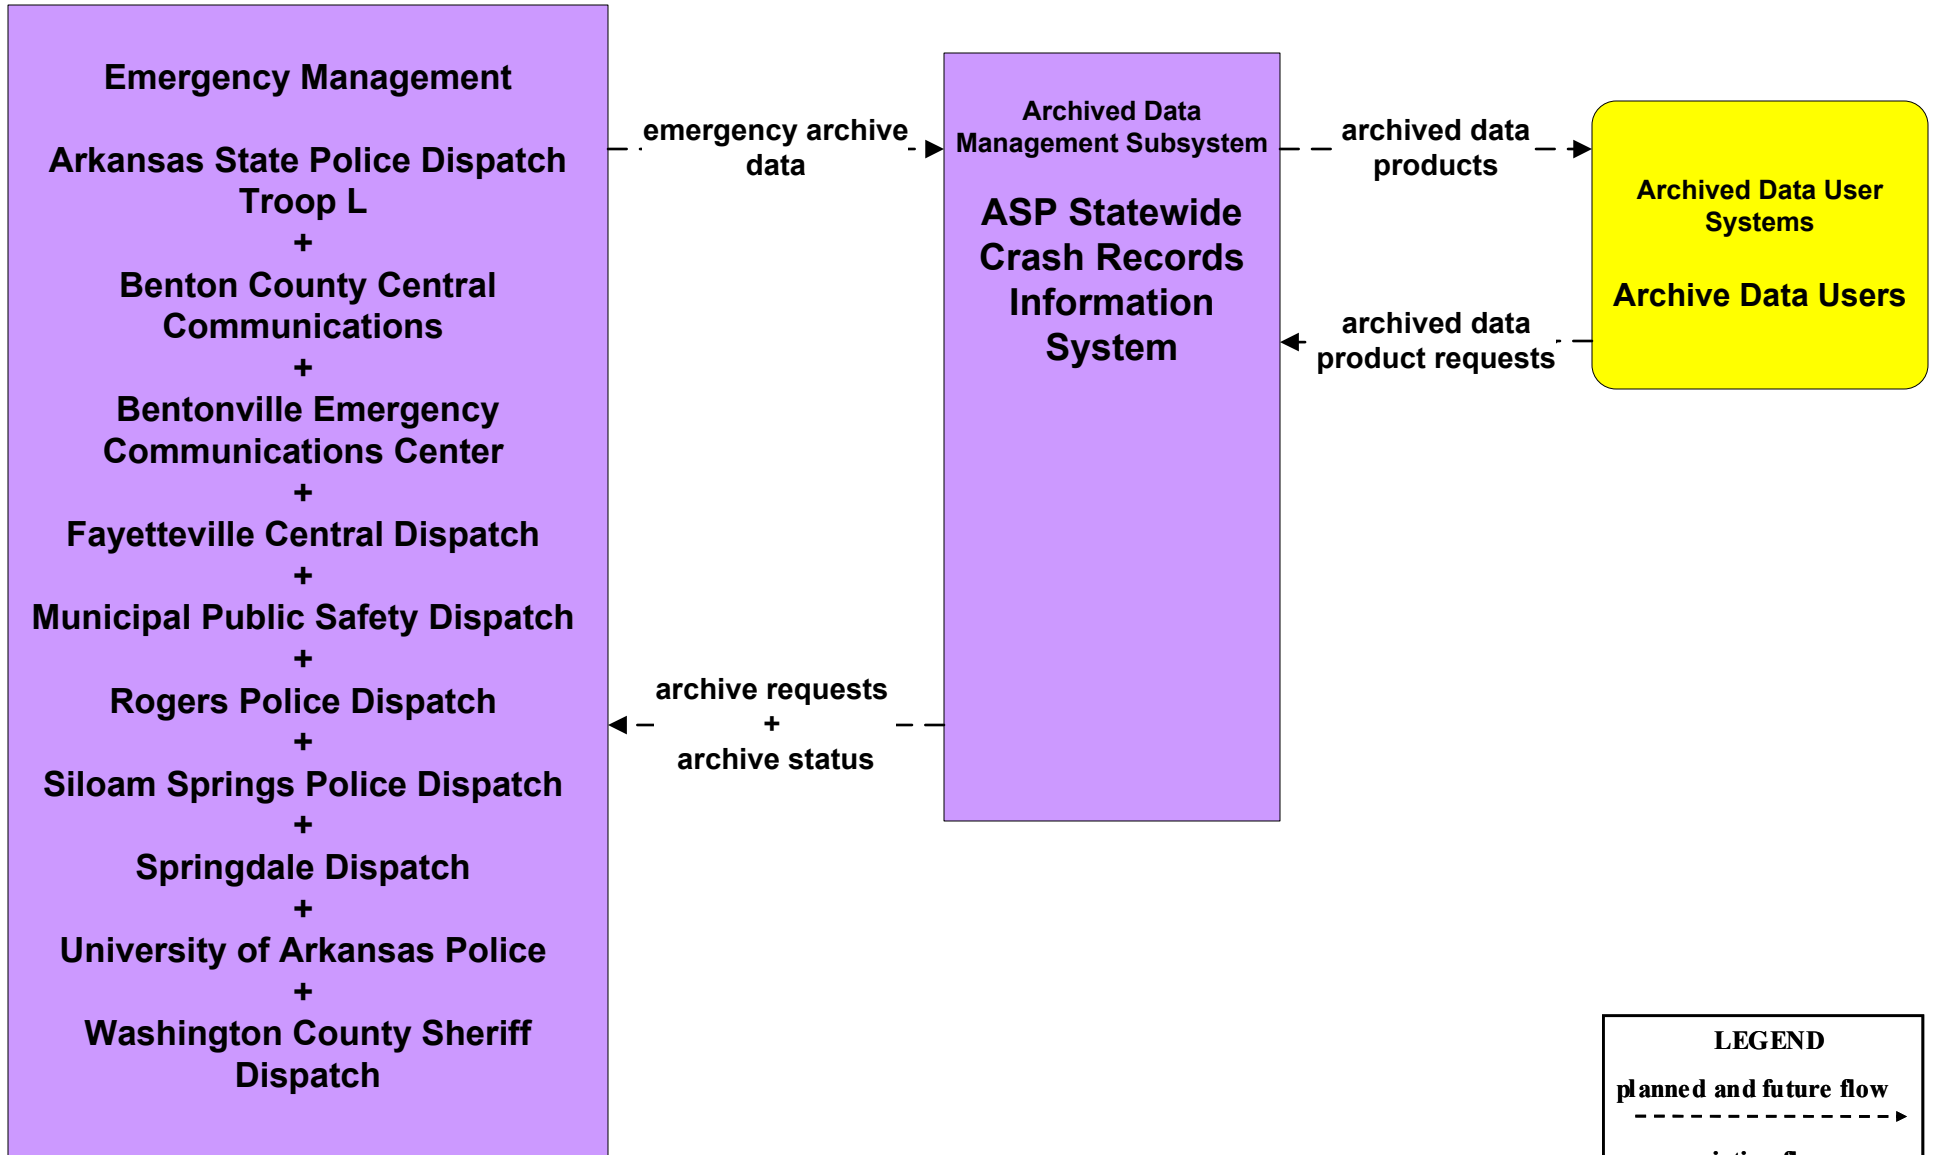 Emergency Management
Arkansas State Police Dispatch
Troop L
+
Benton County Central
Communications
+
Bentonville Emergency
Communications Center
+
Fayetteville Central Dispatch
+
Municipal Public Safety Dispatch
+
Rogers Police Dispatch
+
Siloam Springs Police Dispatch
+
Springdale Dispatch
+
University of Arkansas Police
+
Washington County Sheriff
Dispatch
emergency archive
data
archive requests
+
archive status
Archived Data
Management Subsystem
ASP Statewide
Crash Records
Information
System
archived data
products
archived data
product requests
Archived Data User
Systems
Archive Data Users
LEGEND
planned and future flow